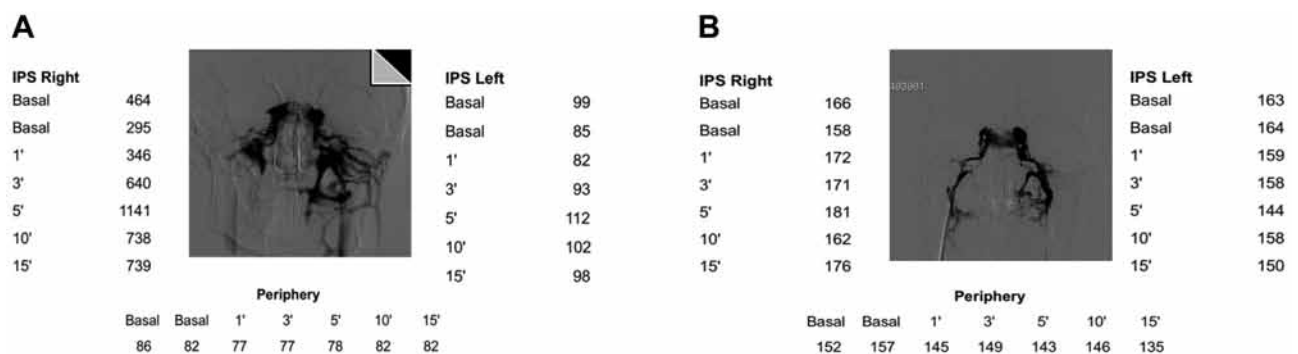 A
IPS Right
Basal 464
Basal 295
1' 346
3' 640
5' 1141
10' 738
15' 739
IPS Left
Basal 99
Basal 85
1' 82
3' 93
5' 112
10' 102
15' 98
Periphery
Basal Basal 1' 3' 5' 10' 15'
86 82 77 77 78 82 82
B
IPS Right
Basal 166
Basal 158
1' 172
3' 171
5' 181
10' 162
15' 176
IPS Left
Basal 163
Basal 164
1' 159
3' 158
5' 144
10' 158
15' 150
Periphery
Basal Basal 1' 3' 5' 10' 15'
152 157 145 149 143 146 135